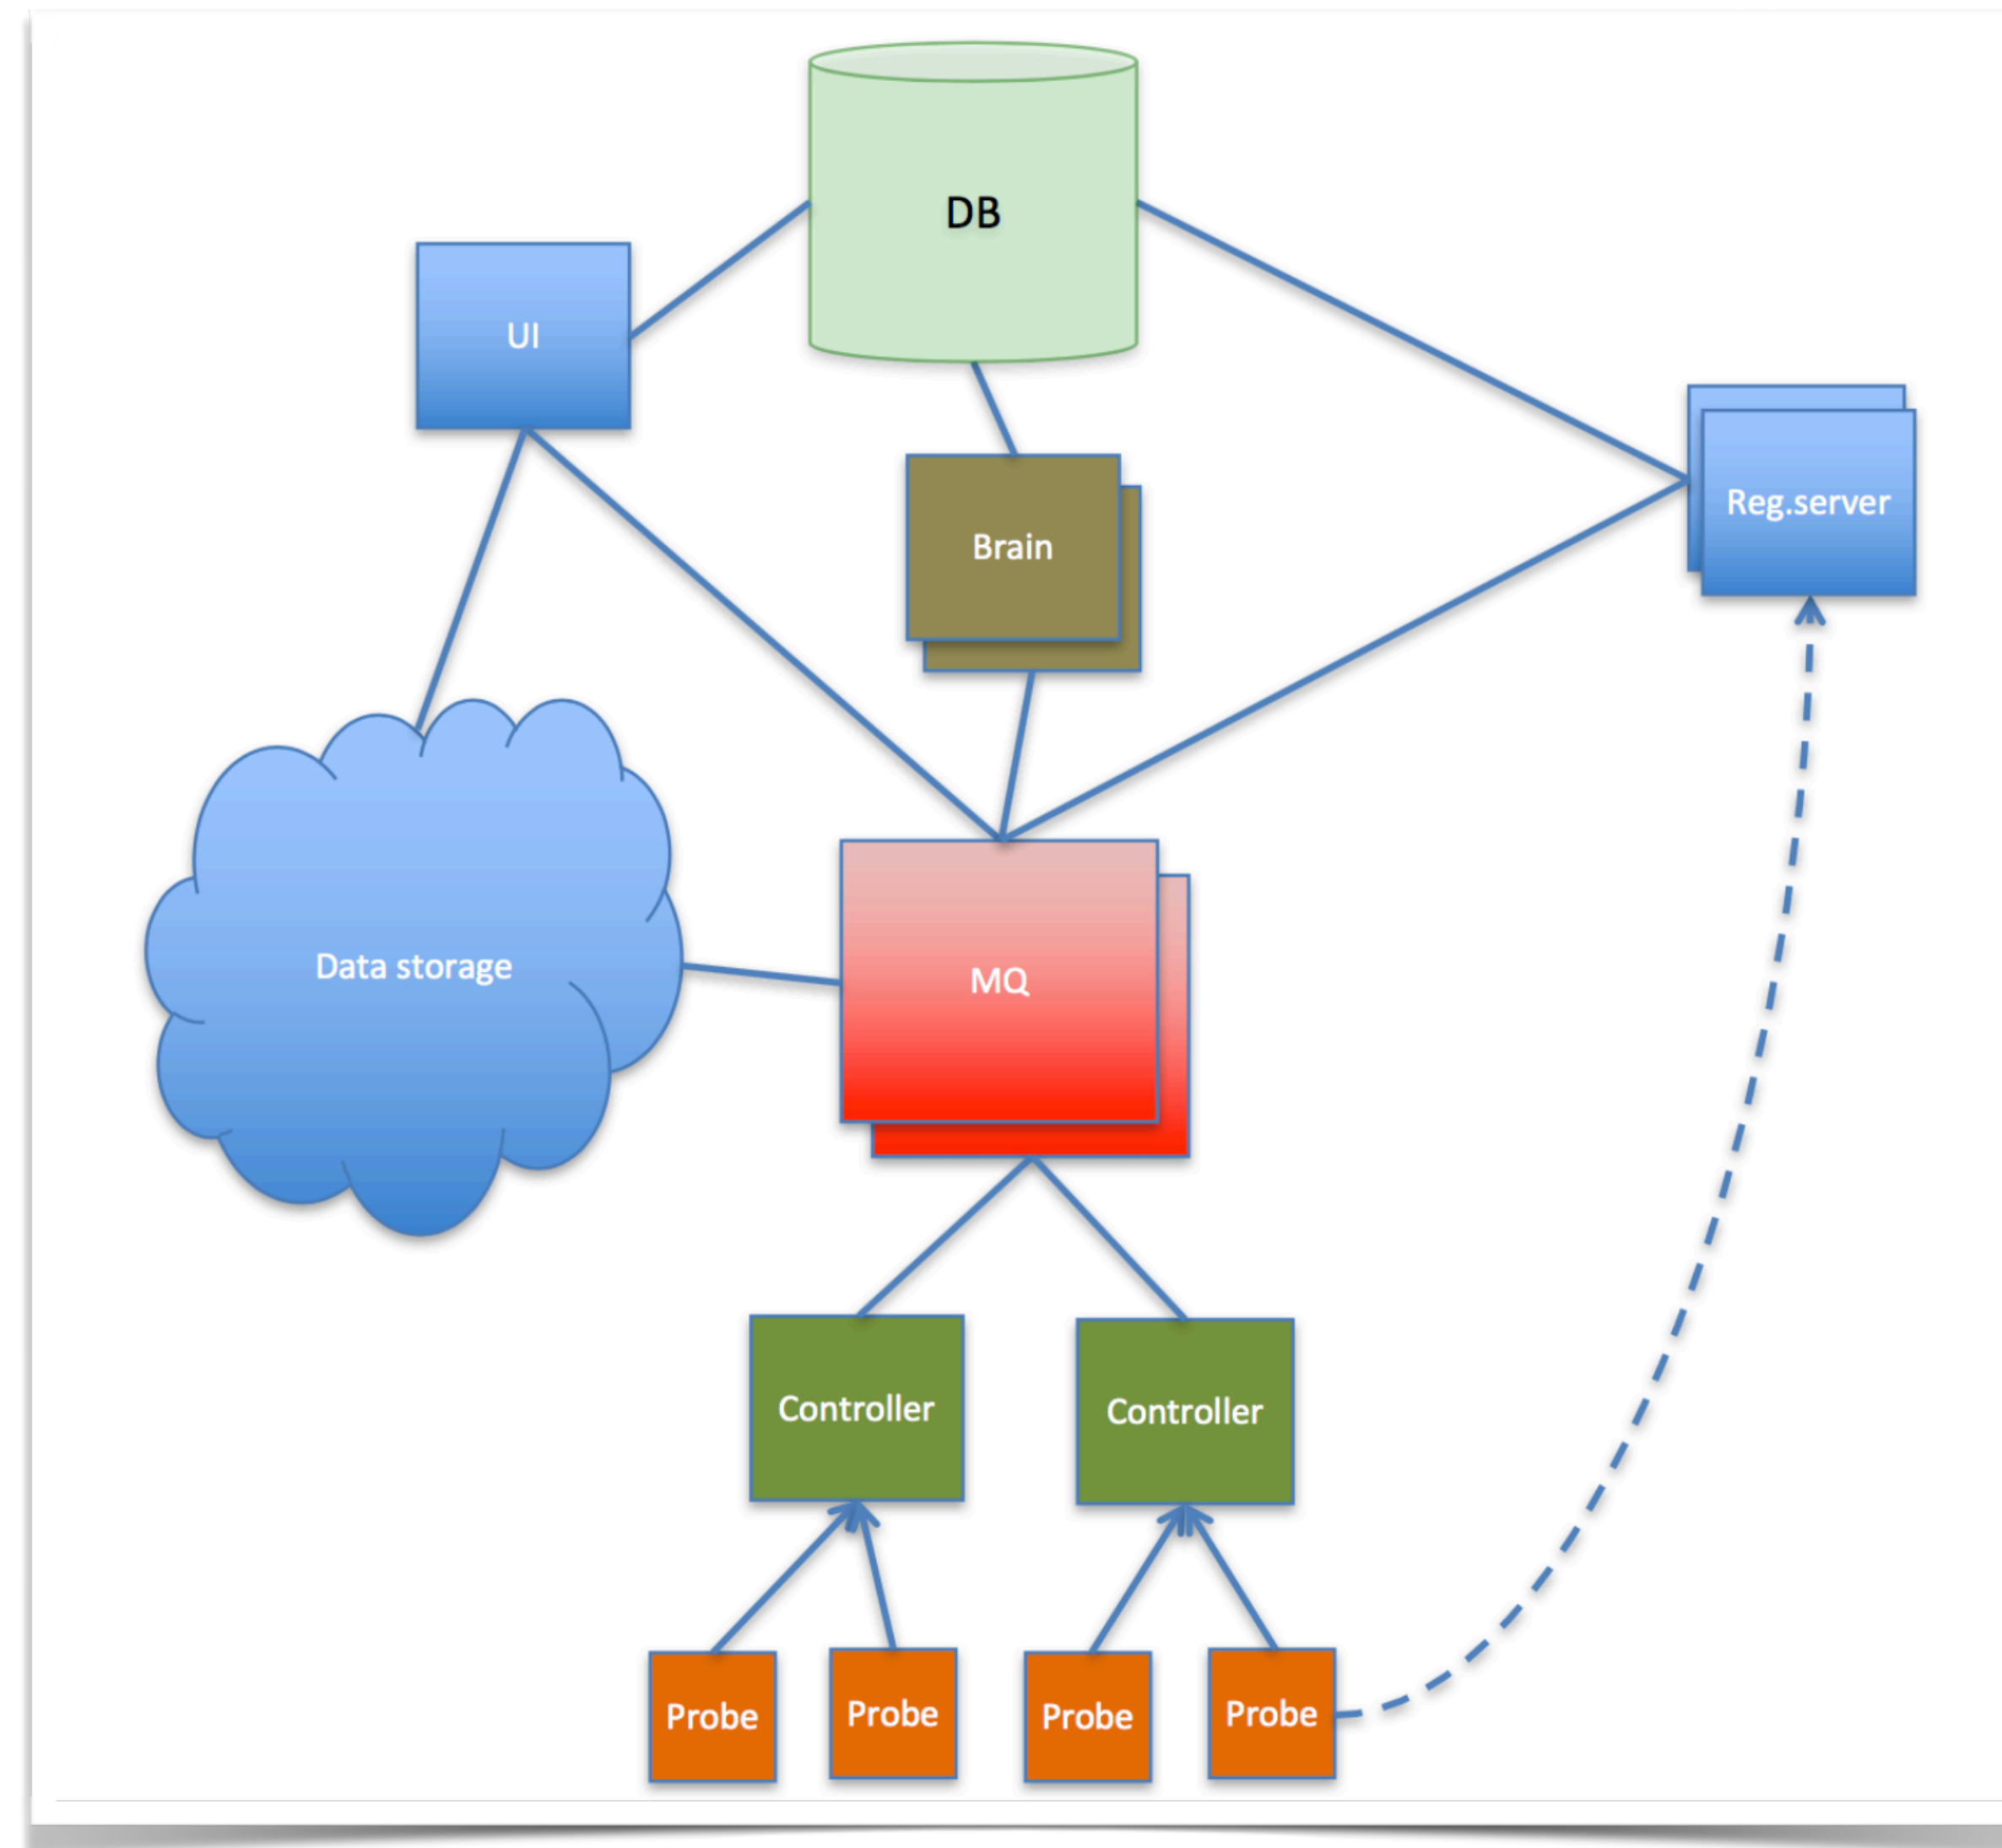 DB
UI
Reg.server
Brain
Data storage
MQ
Controller
Controller
Probe
Probe
Probe
Probe